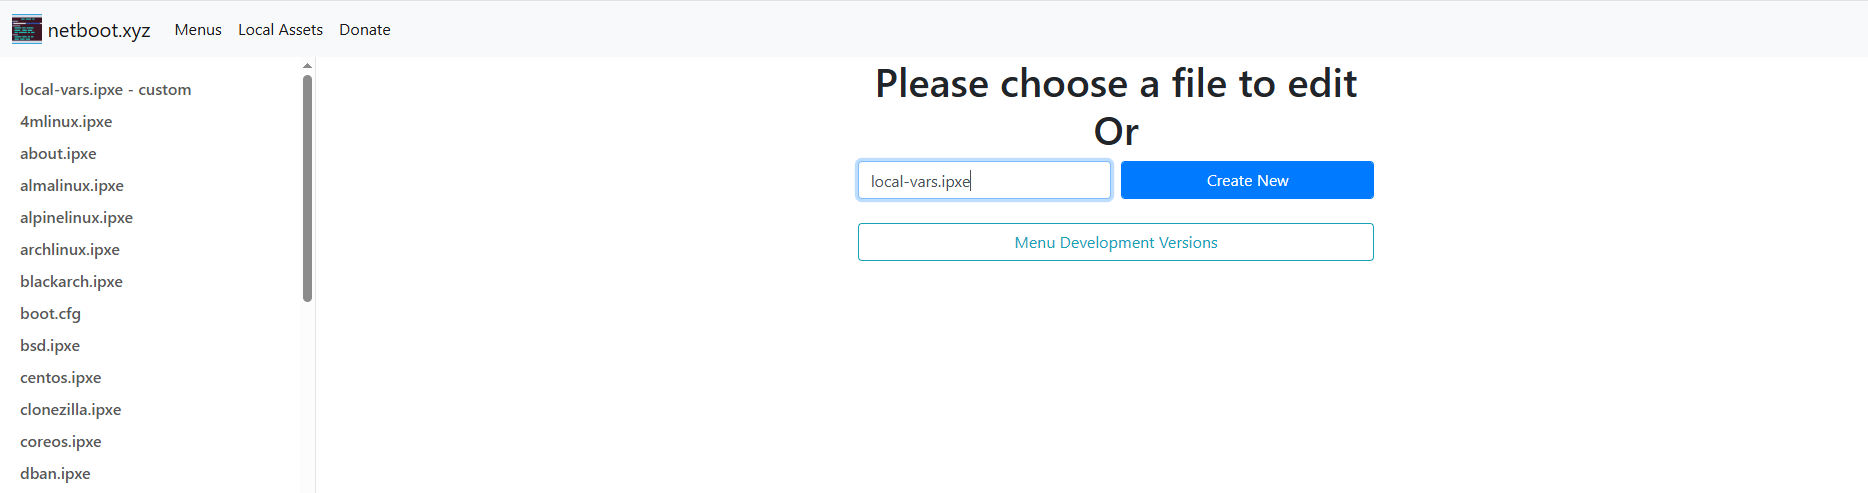 netboot.xyz Menus Local Assets Donate
local-vars.ipxe - custom
4mlinux.ipxe
about.ipxe
almalinux.ipxe
alpinelinux.ipxe
archlinux.ipxe
blackarch.ipxe
boot.cfg
bsd.ipxe
centos.ipxe
clonezilla.ipxe
coreos.ipxe
dban.ipxe
Please choose a file to edit
Or
local-vars.ipxe Create New
Menu Development Versions